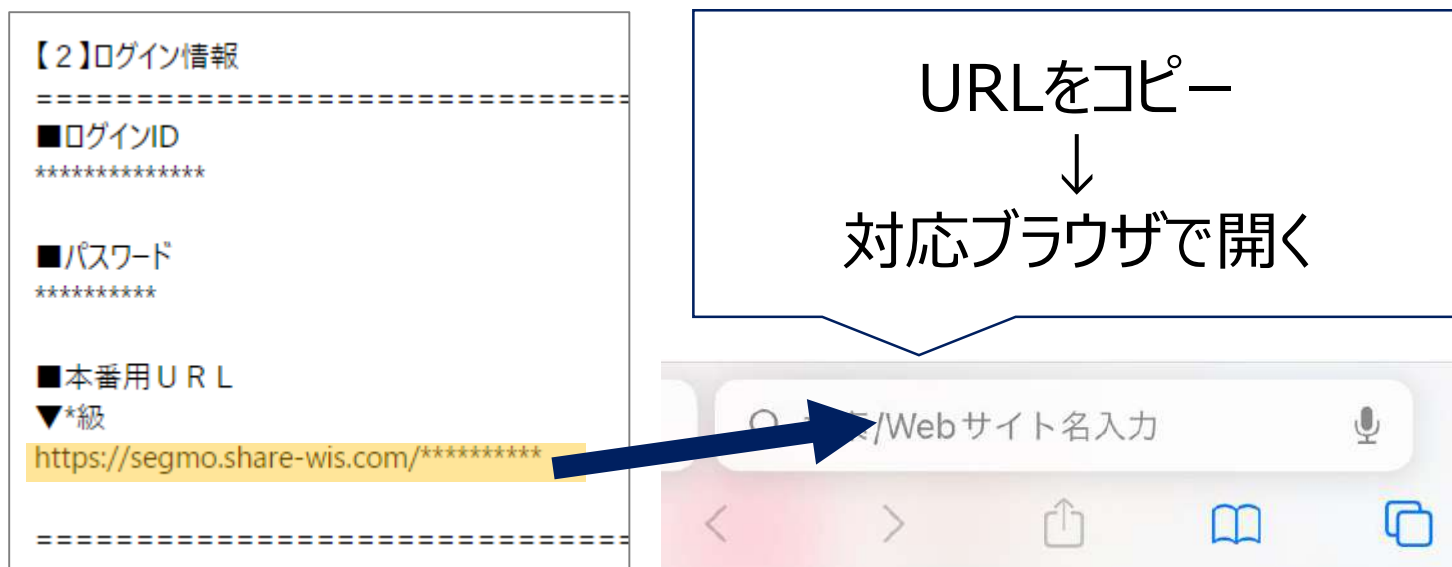 【２】ログイン情報
==============================
■ログインID
**************
■パスワード
**********
■本番用ＵＲＬ
▼*級
https://segmo.share-wis.com/**********
==============================
URLをコピー
↓
対応ブラウザで開く
/Webサイト名入力